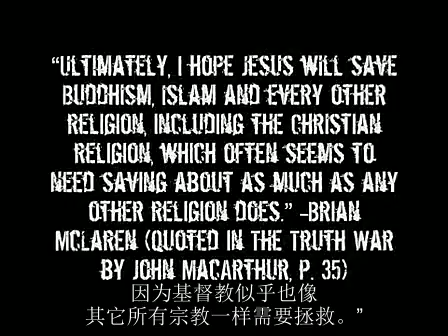 “ULTIMATELY, I HOPE JESUS WILL SAVE
BUDDHISM, ISLAM AND EVERY OTHER
RELIGION, INCLUDING THE CHRISTIAN
RELIGION, WHICH OFTEN SEEMS TO
NEED SAVING ABOUT AS MUCH AS ANY
OTHER RELIGION DOES.” –BRIAN
MCLAREN (QUOTED IN THE TRUTH WAR
BY JOHN MACARTHUR, P. 35)
因为基督教似乎也像
其它所有宗教一样需要拯救。”